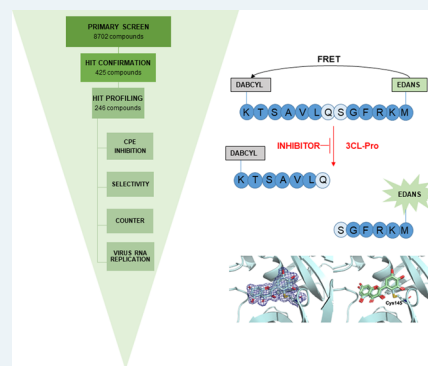 PRIMARY SCREEN
8702 compounds
HIT CONFIRMATION
425 compounds
HIT PROFILING
246 compounds
CPE
INHIBITION
SELECTIVITY
COUNTER
VIRUS RNA
REPLICATION
FRET
DABCYL
EDANS
K T S A V L Q S G F R K M
INHIBITOR
3CL-Pro
DABCYL
K T S A V L Q
EDANS
S G F R K M
Cys145